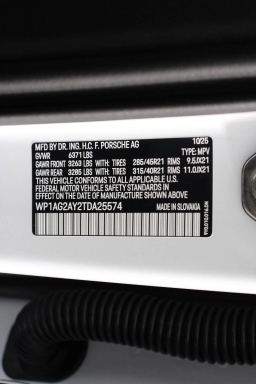 MFD BY DR. ING. H.C. F. PORSCHE AG 10/25
GVWR 6371 LBS TYPE: MPV
GAWR FRONT 3263 LBS WITH: TIRES 285/45R21 RIMS 9.5JX21
GAWR REAR 3285 LBS WITH: TIRES 315/40R21 RIMS 11.0JX21
THIS VEHICLE CONFORMS TO ALL APPLICABLE
U.S. FEDERAL MOTOR VEHICLE SAFETY STANDARDS IN
EFFECT ON THE DATE OF MANUFACTURE SHOWN ABOVE
WP1AG2AY2TDA25574 MADE IN SLOVAKIA